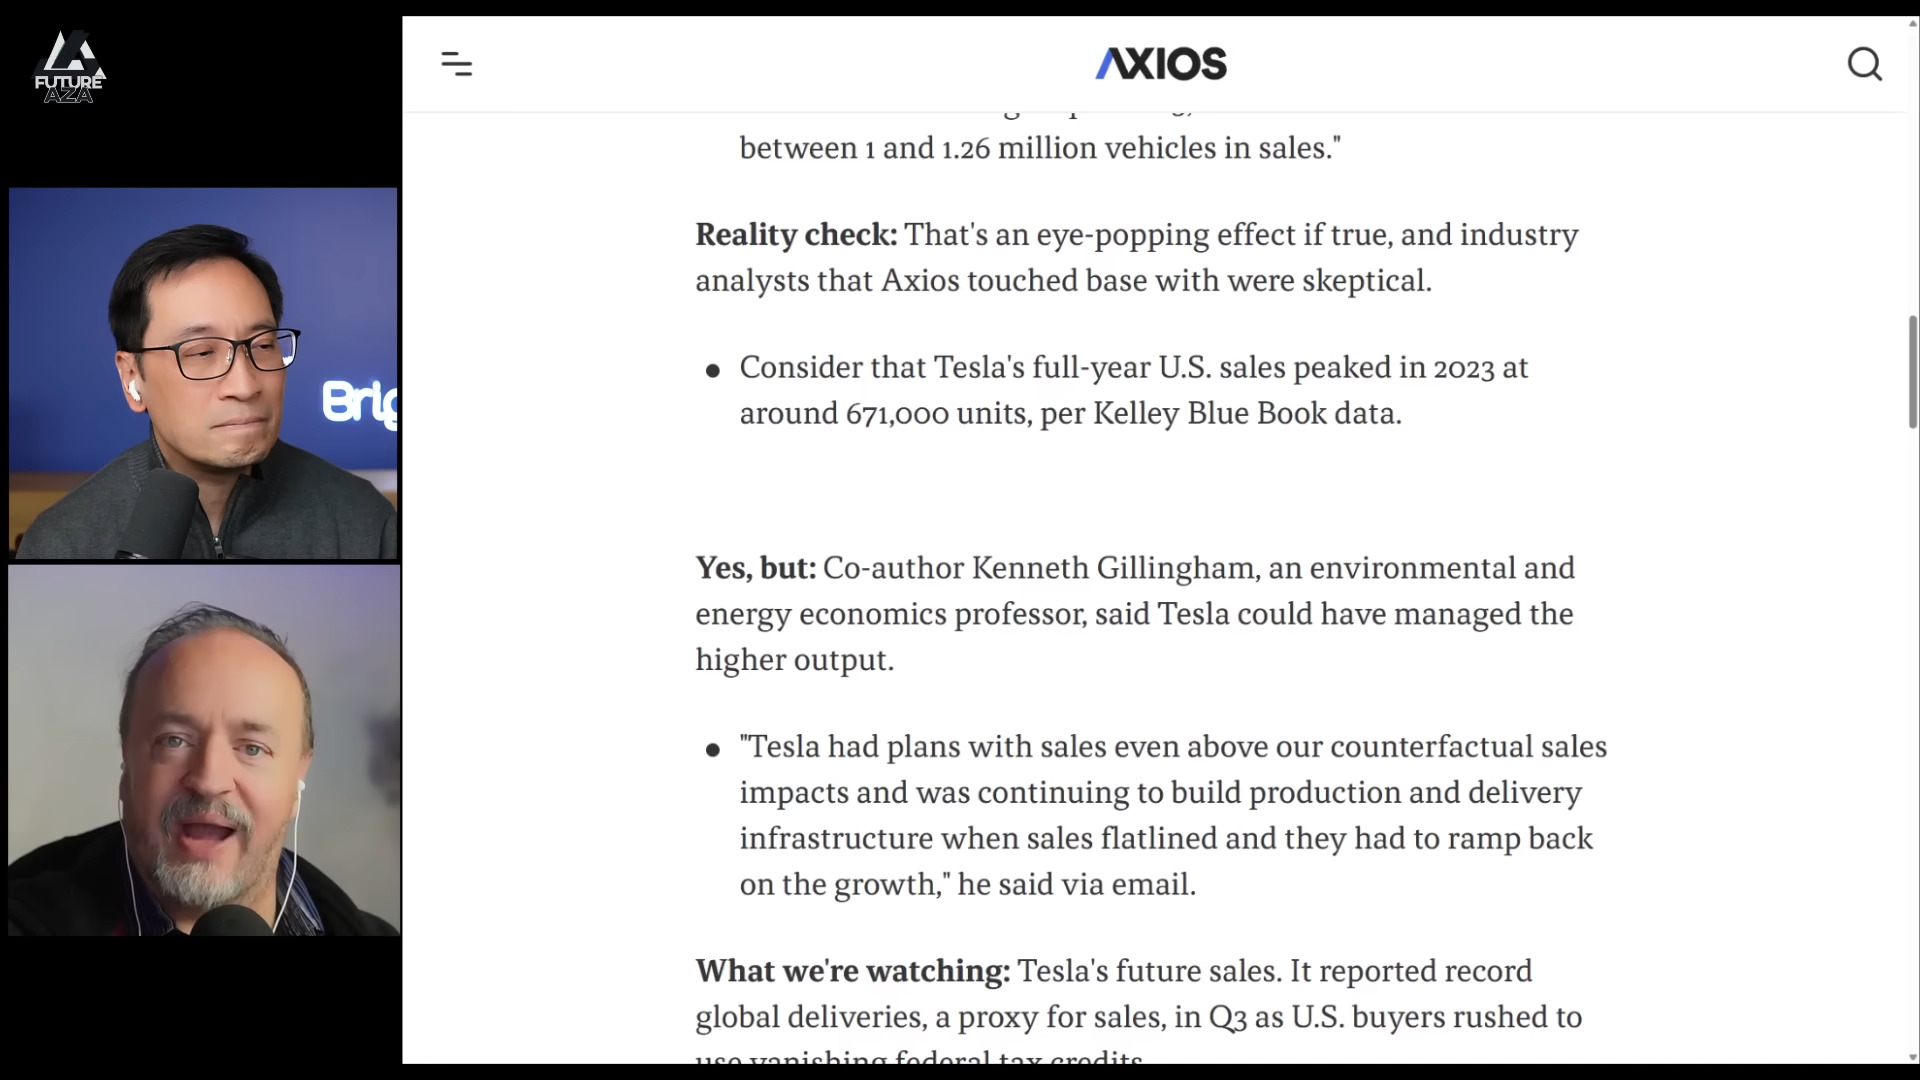 FUTURE
AZA
Brig
AXIOS
between 1 and 1.26 million vehicles in sales."
Reality check: That's an eye-popping effect if true, and industry
analysts that Axios touched base with were skeptical.
• Consider that Tesla's full-year U.S. sales peaked in 2023 at
around 671,000 units, per Kelley Blue Book data.
Yes, but: Co-author Kenneth Gillingham, an environmental and
energy economics professor, said Tesla could have managed the
higher output.
• "Tesla had plans with sales even above our counterfactual sales
impacts and was continuing to build production and delivery
infrastructure when sales flatlined and they had to ramp back
on the growth," he said via email.
What we're watching: Tesla's future sales. It reported record
global deliveries, a proxy for sales, in Q3 as U.S. buyers rushed to
use vanishing federal tax credits.